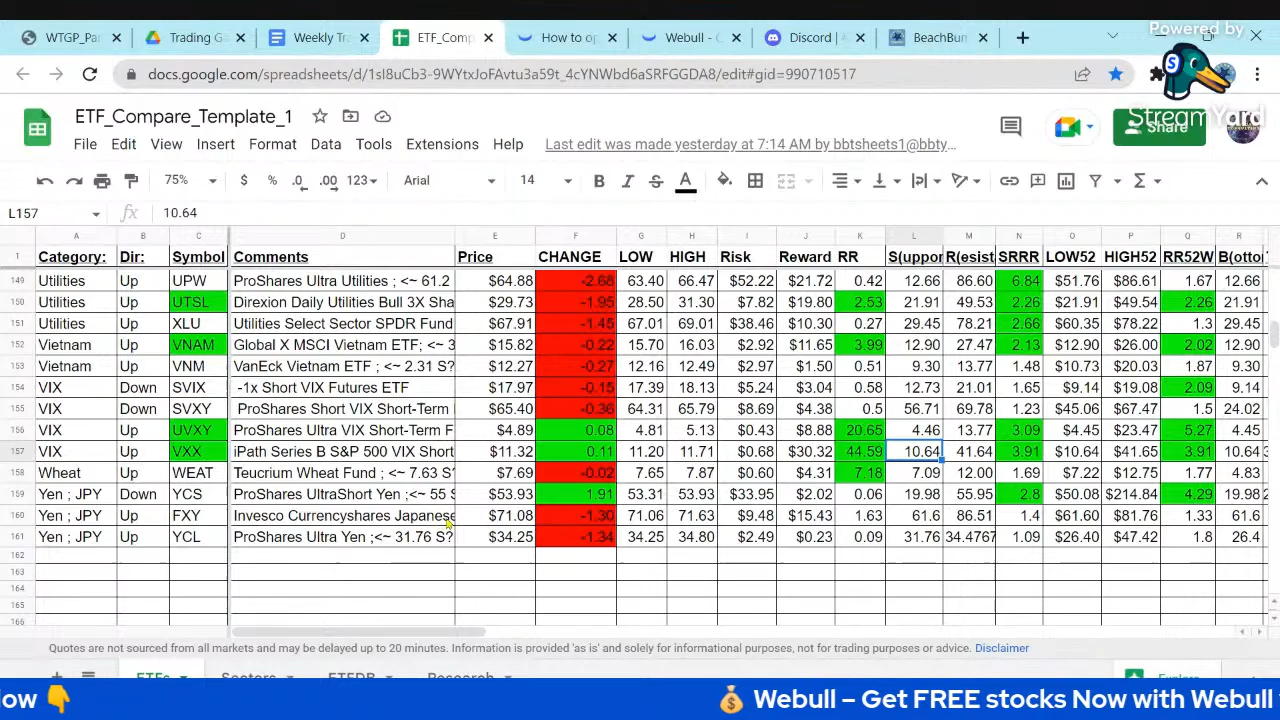 Powered by
StreamYard
WTGP_Par
Trading G
Weekly Tr
ETF_Comp
How to op
Webull - C
Discord |
BeachBum
docs.google.com/spreadsheets/d/
/edit#gid=990710517
ETF_Compare_Template_1
Share
File Edit View Insert Format Data Tools Extensions Help Last edit was made yesterday at 7:14 AM by bbtsheets1@bbty...
75% $ % .0 .00 123 Arial 14 B I S A
L157 fx 10.64
A B C D E F G H I J K L M N O P Q R
1 Category: Dir: Symbol Comments Price CHANGE LOW HIGH Risk Reward RR S(uppor R(esist SRRR LOW52 HIGH52 RR52W B(otto
149 Utilities Up UPW ProShares Ultra Utilities ; <~ 61.2 $64.88 -2.68 63.40 66.47 $52.22 $21.72 0.42 12.66 86.60 6.84 $51.76 $86.61 1.67 12.66
150 Utilities Up UTSL Direxion Daily Utilities Bull 3X Sha $29.73 -1.95 28.50 31.30 $7.82 $19.80 2.53 21.91 49.53 2.26 $21.91 $49.54 2.26 21.91
151 Utilities Up XLU Utilities Select Sector SPDR Fund $67.91 -1.45 67.01 69.01 $38.46 $10.30 0.27 29.45 78.21 2.66 $60.35 $78.22 1.3 29.45
152 Vietnam Up VNAM Global X MSCI Vietnam ETF; <~ 3 $15.82 -0.22 15.70 16.03 $2.92 $11.65 3.99 12.90 27.47 2.13 $12.90 $26.00 2.02 12.90
153 Vietnam Up VNM VanEck Vietnam ETF ; <~ 2.31 S? $12.27 -0.27 12.16 12.49 $2.97 $1.50 0.51 9.30 13.77 1.48 $10.73 $20.03 1.87 9.30
154 VIX Down SVIX -1x Short VIX Futures ETF $17.97 -0.15 17.39 18.13 $5.24 $3.04 0.58 12.73 21.01 1.65 $9.14 $19.08 2.09 9.14
155 VIX Down SVXY ProShares Short VIX Short-Term $65.40 -0.36 64.31 65.79 $8.69 $4.38 0.5 56.71 69.78 1.23 $45.06 $67.47 1.5 24.02
156 VIX Up UVXY ProShares Ultra VIX Short-Term F $4.89 0.08 4.81 5.13 $0.43 $8.88 20.65 4.46 13.77 3.09 $4.45 $23.47 5.27 4.45
157 VIX Up VXX iPath Series B S&P 500 VIX Short $11.32 0.11 11.20 11.71 $0.68 $30.32 44.59 10.64 41.64 3.91 $10.64 $41.65 3.91 10.64
158 Wheat Up WEAT Teucrium Wheat Fund ; <~ 7.63 S? $7.69 -0.02 7.65 7.87 $0.60 $4.31 7.18 7.09 12.00 1.69 $7.22 $12.75 1.77 4.83
159 Yen ; JPY Down YCS ProShares UltraShort Yen ;<~ 55 S $53.93 1.91 53.31 53.93 $33.95 $2.02 0.06 19.98 55.95 2.8 $50.08 $214.84 4.29 19.98
160 Yen ; JPY Up FXY Invesco Currencyshares Japanese $71.08 -1.30 71.06 71.63 $9.48 $15.43 1.63 61.6 86.51 1.4 $61.60 $81.76 1.33 61.6
161 Yen ; JPY Up YCL ProShares Ultra Yen ;<~ 31.76 S? $34.25 -1.34 34.25 34.80 $2.49 $0.23 0.09 31.76 34.4767 1.09 $26.40 $47.42 1.8 26.4
162
163
164
165
166
Quotes are not sourced from all markets and may be delayed up to 20 minutes. Information is provided 'as is' and solely for informational purposes, not for trading purposes or advice. Disclaimer
ETFs Sectors ETFDB Research Explore
low 👇 💰 Webull – Get FREE stocks Now with Webull